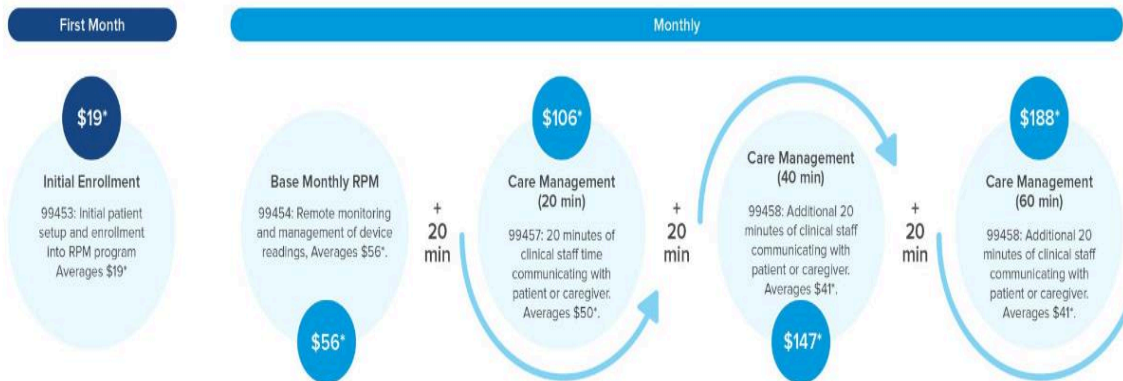 First Month
Monthly
$19*
Initial Enrollment
99453: Initial patient
setup and enrollment
into RPM program
Averages $19*
Base Monthly RPM
99454: Remote monitoring
and management of device
readings, Averages $56*.
$56*
+
20
min
$106*
Care Management
(20 min)
99457: 20 minutes of
clinical staff time
communicating with
patient or caregiver.
Averages $50*.
+
20
min
Care Management
(40 min)
99458: Additional 20
minutes of clinical staff
communicating with
patient or caregiver.
Averages $41*.
$147*
+
20
min
$188*
Care Management
(60 min)
99458: Additional 20
minutes of clinical staff
communicating with
patient or caregiver.
Averages $41*.